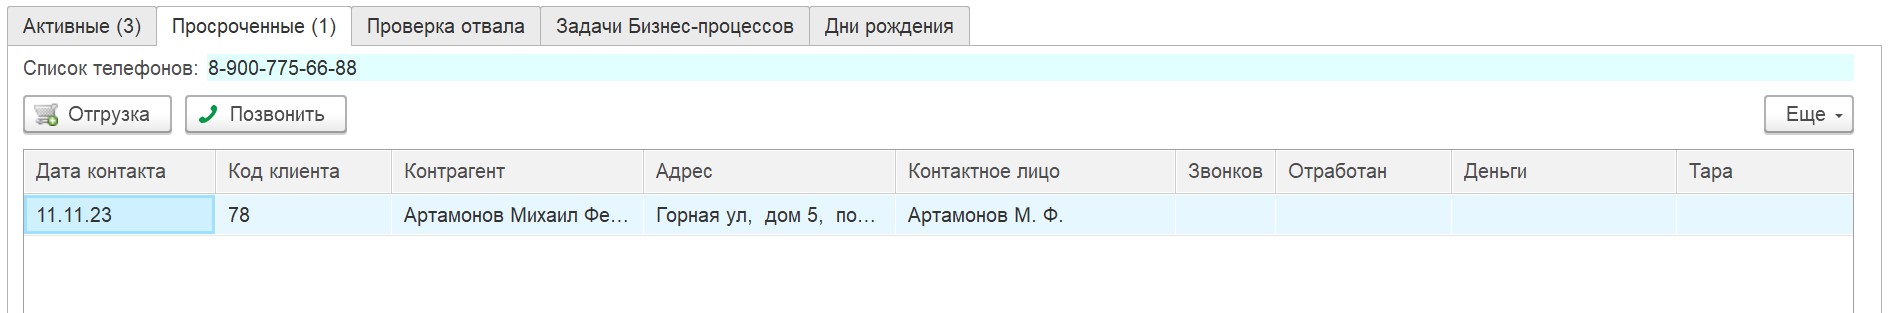 Активные (3) Просроченные (1) Проверка отвала Задачи Бизнес-процессов Дни рождения
Список телефонов: 8-900-775-66-88
Отгрузка Позвонить Еще
Дата контакта Код клиента Контрагент Адрес Контактное лицо Звонков Отработан Деньги Тара
11.11.23 78 Артамонов Михаил Фе... Горная ул, дом 5, по... Артамонов М. Ф.